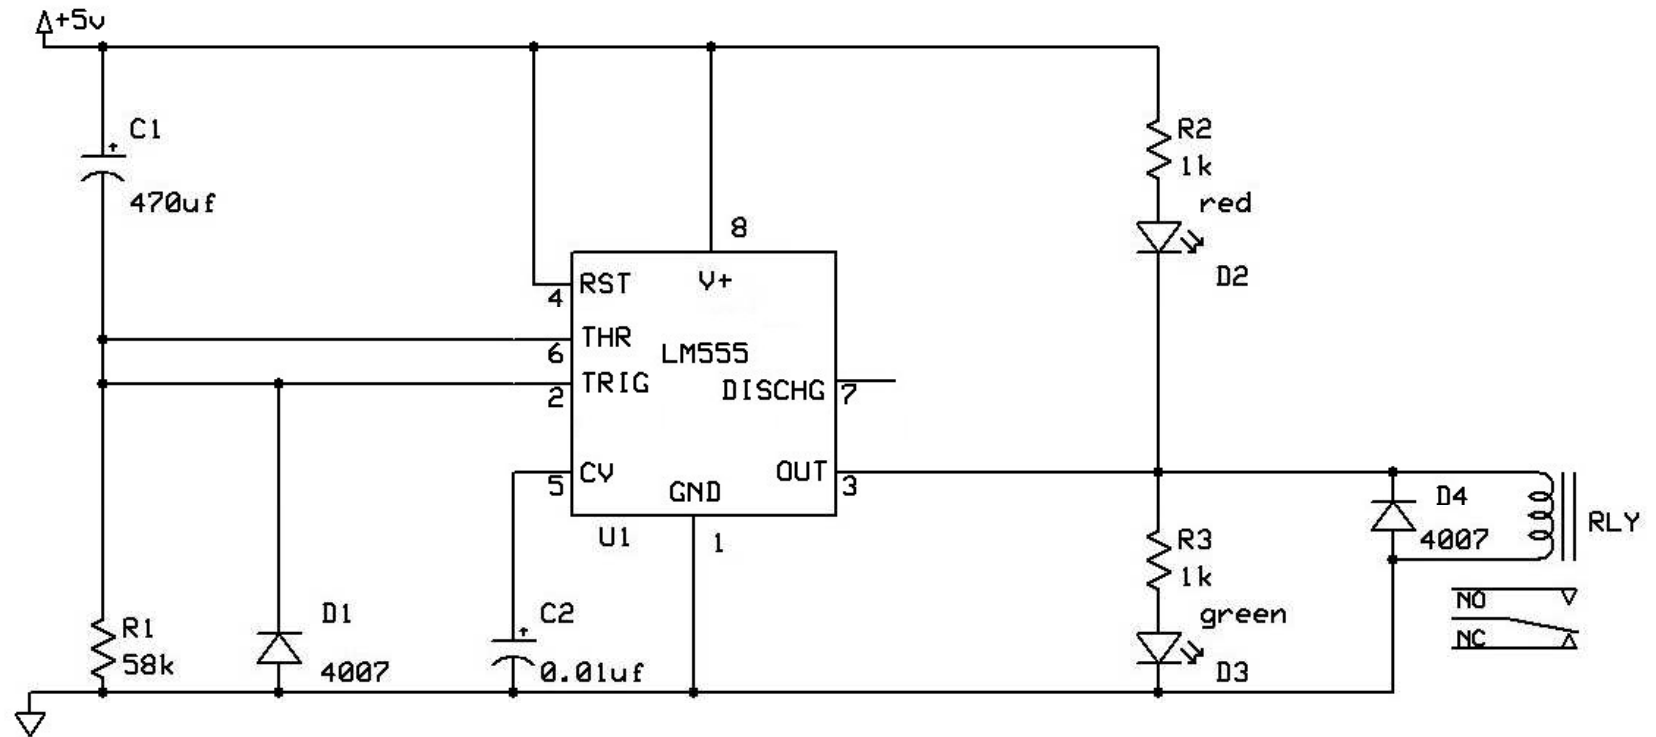 +5v
C1
+
470uf
R2
1k
red
D2
8
V+
RST
4
THR
6
LM555
TRIG
2
DISCHG
7
CV
5
OUT
3
GND
U1
1
D4
4007
RLY
R3
1k
NO
NC
green
D3
C2
+
0.01uf
D1
4007
R1
58k